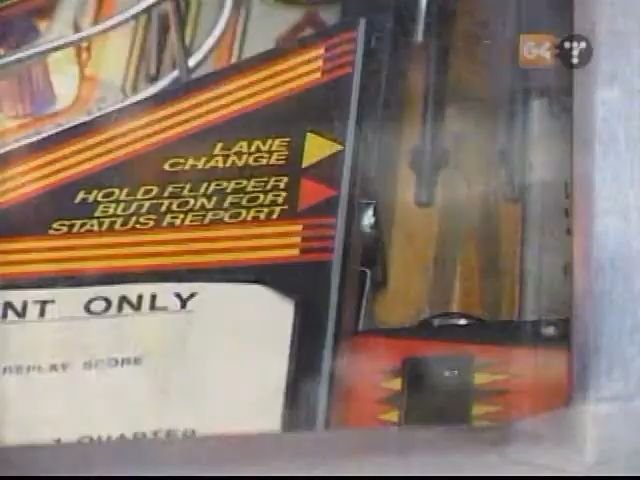 G4
LANE
CHANGE
HOLD FLIPPER
BUTTON FOR
STATUS REPORT
NT ONLY
REPLAY SCORE
1 QUARTER